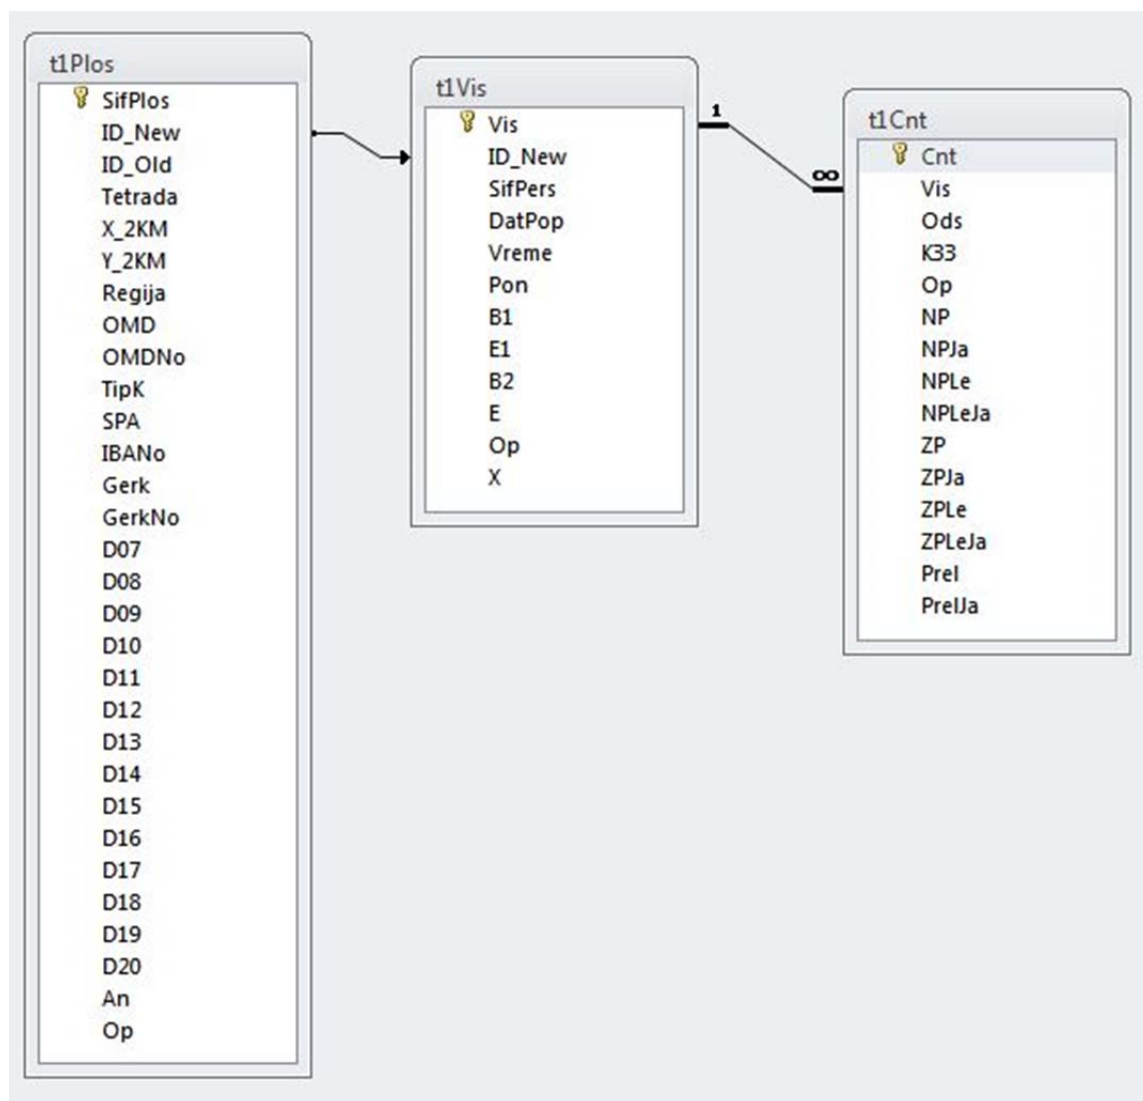 t1Plos
SifPlos
ID_New
ID_Old
Tetrada
X_2KM
Y_2KM
Regija
OMD
OMDNo
TipK
SPA
IBANo
Gerk
GerkNo
D07
D08
D09
D10
D11
D12
D13
D14
D15
D16
D17
D18
D19
D20
An
Op
t1Vis
Vis
ID_New
SifPers
DatPop
Vreme
Pon
B1
E1
B2
E
Op
X
1
∞
t1Cnt
Cnt
Vis
Ods
K33
Op
NP
NPJa
NPLe
NPLeJa
ZP
ZPJa
ZPLe
ZPLeJa
Prel
PrelJa